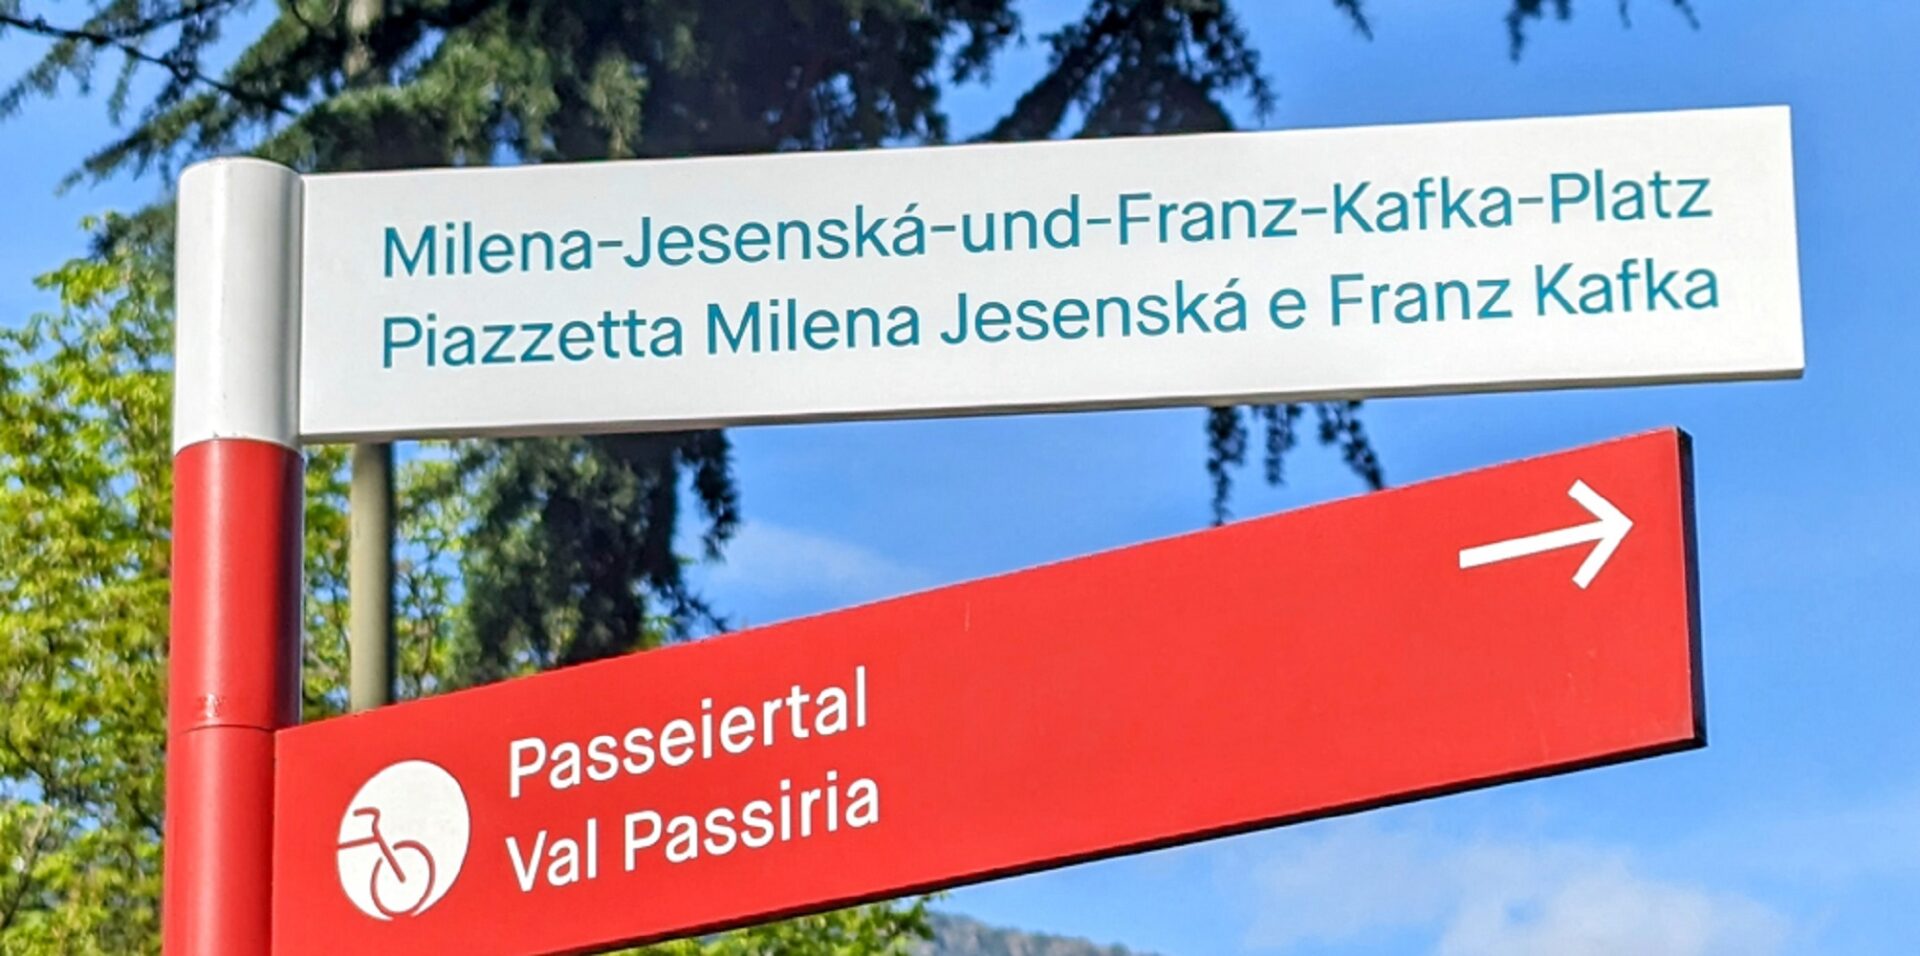 Milena-Jesenská-und-Franz-Kafka-Platz
Piazzetta Milena Jesenská e Franz Kafka
Passeiertal
Val Passiria